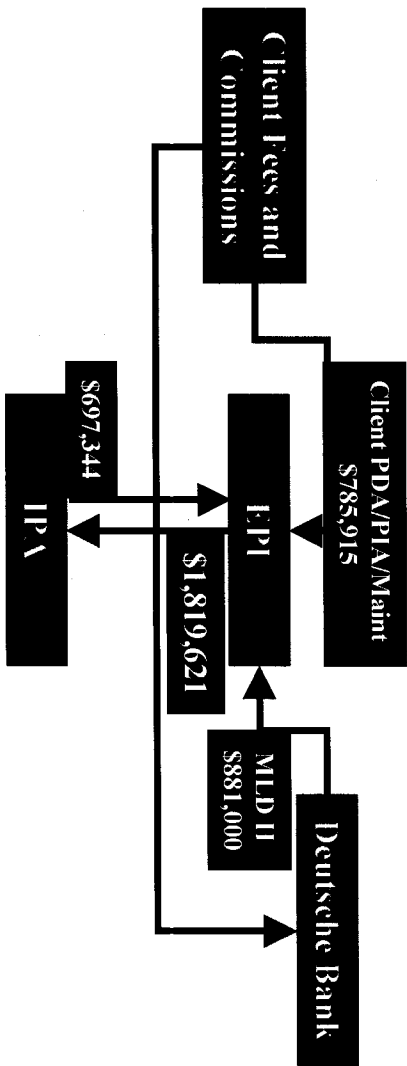 Client Fees and
Commissions
Client PDA/PIA/Maint
$785,915
EPI
IPA
$697,344
$1,819,621
MLD II
$881,000
Deutsche Bank